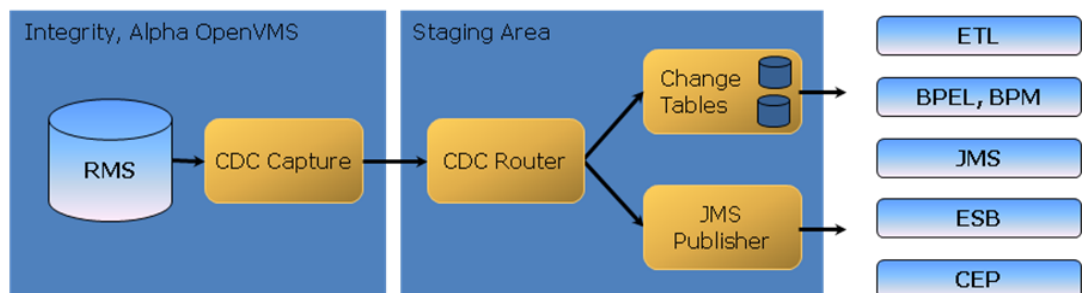 Integrity, Alpha OpenVMS
RMS
CDC Capture
Staging Area
CDC Router
Change
Tables
JMS
Publisher
ETL
BPEL, BPM
JMS
ESB
CEP